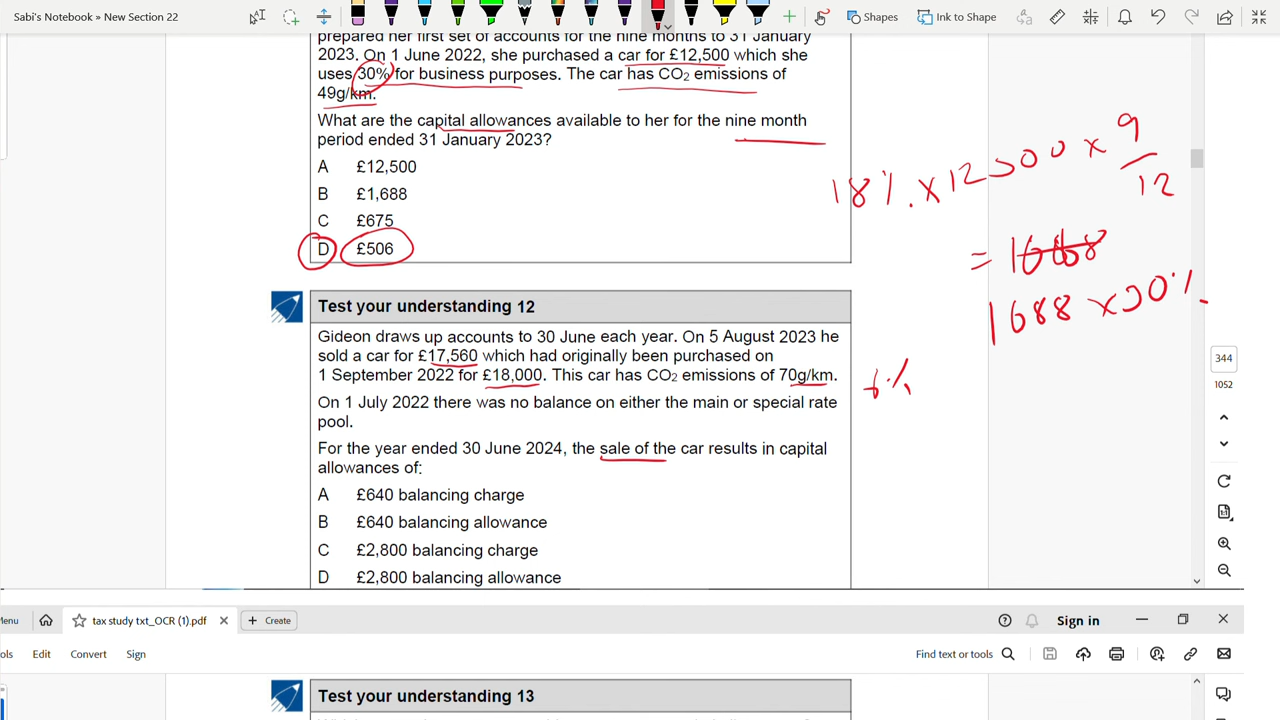 Sabi's Notebook » New Section 22
Shapes
Ink to Shape
prepared her first set of accounts for the nine months to 31 January
2023. On 1 June 2022, she purchased a car for £12,500 which she
uses 30% for business purposes. The car has CO2 emissions of
49g/km.
What are the capital allowances available to her for the nine month
period ended 31 January 2023?
A £12,500
B £1,688
C £675
D £506
18% x 12500 x 9/12
= 1668
1688 x 30%
Test your understanding 12
Gideon draws up accounts to 30 June each year. On 5 August 2023 he
sold a car for £17,560 which had originally been purchased on
1 September 2022 for £18,000. This car has CO2 emissions of 70g/km.
6%
On 1 July 2022 there was no balance on either the main or special rate
pool.
For the year ended 30 June 2024, the sale of the car results in capital
allowances of:
A £640 balancing charge
B £640 balancing allowance
C £2,800 balancing charge
D £2,800 balancing allowance
344
1052
Menu
tax study txt_OCR (1).pdf
+ Create
Sign in
ols
Edit
Convert
Sign
Find text or tools
Test your understanding 13